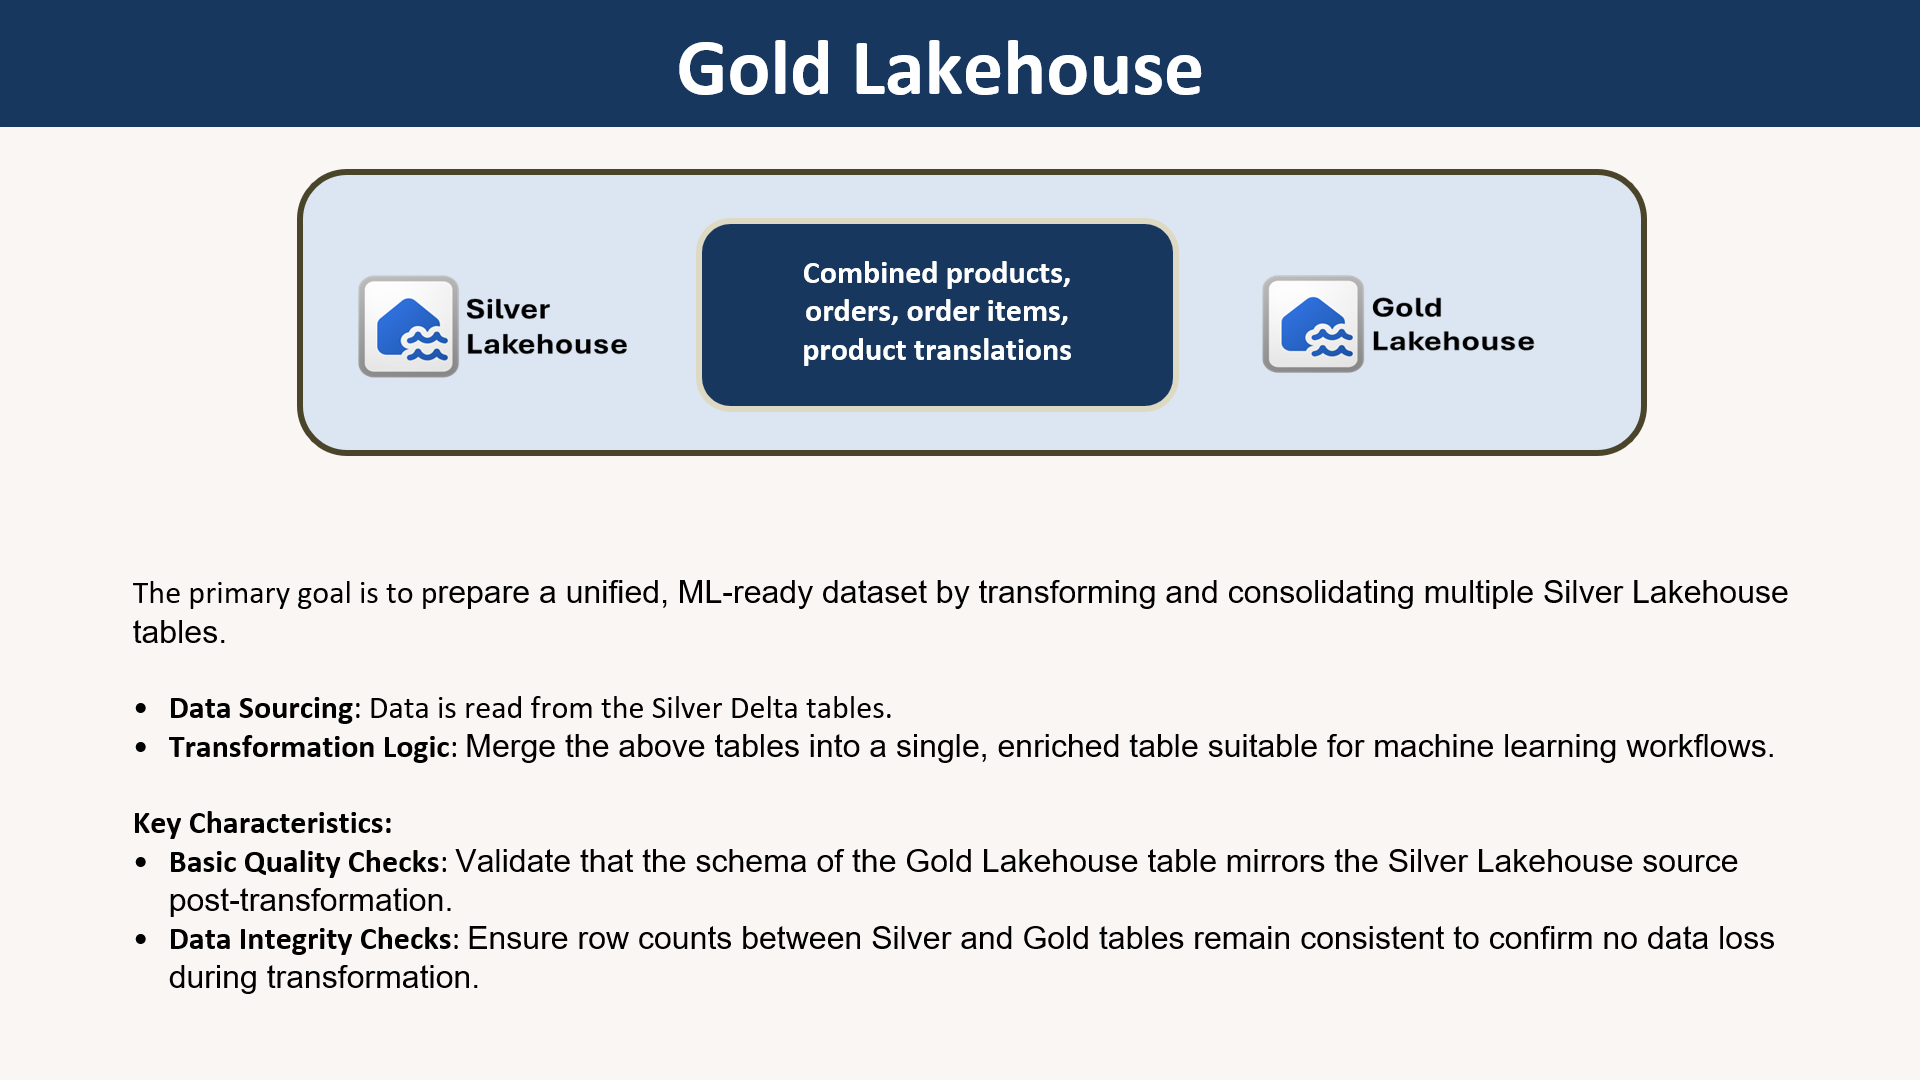 Gold Lakehouse
Silver
Lakehouse
Combined products,
orders, order items,
product translations
Gold
Lakehouse
The primary goal is to prepare a unified, ML-ready dataset by transforming and consolidating multiple Silver Lakehouse
tables.
• Data Sourcing: Data is read from the Silver Delta tables.
• Transformation Logic: Merge the above tables into a single, enriched table suitable for machine learning workflows.
Key Characteristics:
• Basic Quality Checks: Validate that the schema of the Gold Lakehouse table mirrors the Silver Lakehouse source
post-transformation.
• Data Integrity Checks: Ensure row counts between Silver and Gold tables remain consistent to confirm no data loss
during transformation.